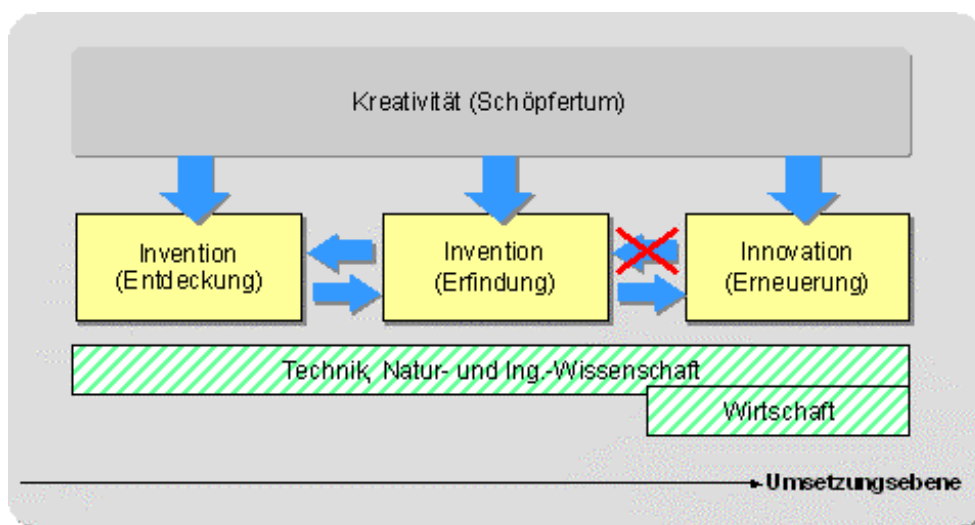 Kreativität (Schöpfertum)
Invention
(Entdeckung)
Invention
(Erfindung)
Innovation
(Erneuerung)
Technik, Natur- und Ing.-Wissenschaft
Wirtschaft
Umsetzungsebene